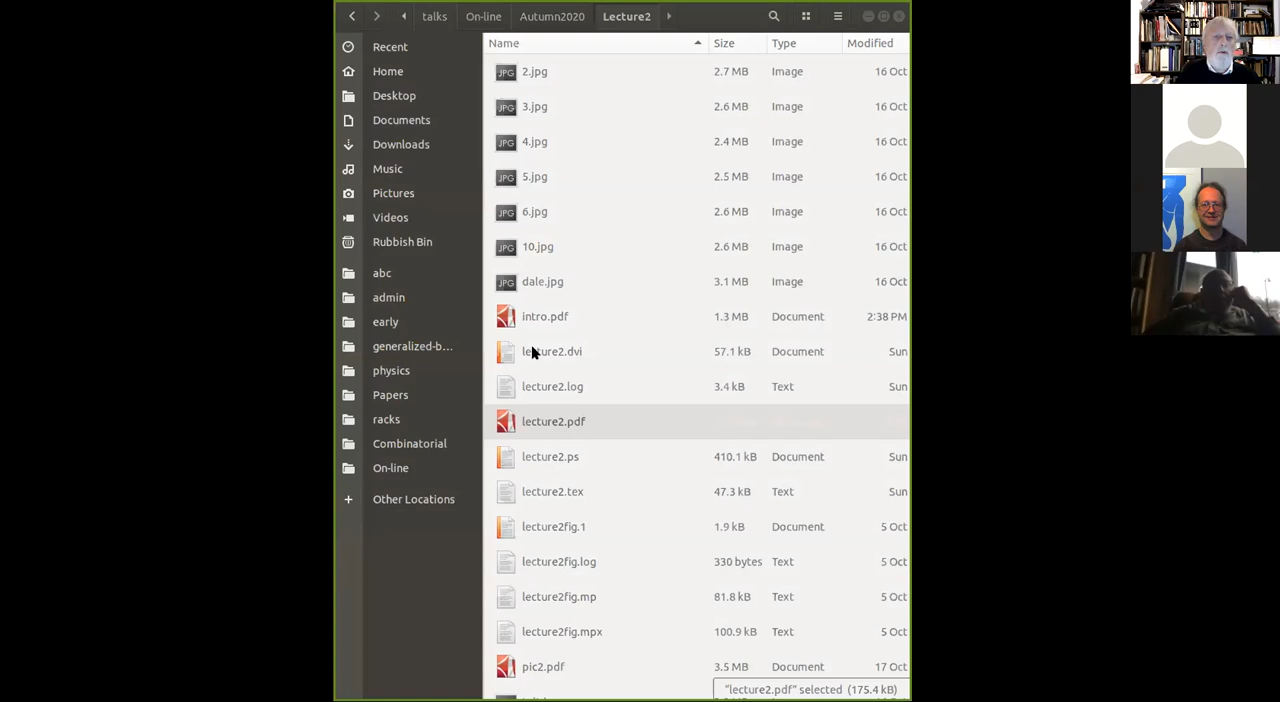 talks On-line Autumn2020 Lecture2
Recent
Home
Desktop
Documents
Downloads
Music
Pictures
Videos
Rubbish Bin
abc
admin
early
generalized-b...
physics
Papers
racks
Combinatorial
On-line
Other Locations
Name Size Type Modified
JPG 2.jpg 2.7 MB Image 16 Oct
JPG 3.jpg 2.6 MB Image 16 Oct
JPG 4.jpg 2.4 MB Image 16 Oct
JPG 5.jpg 2.5 MB Image 16 Oct
JPG 6.jpg 2.6 MB Image 16 Oct
JPG 10.jpg 2.6 MB Image 16 Oct
JPG dale.jpg 3.1 MB Image 16 Oct
intro.pdf 1.3 MB Document 2:38 PM
lecture2.dvi 57.1 kB Document Sun
lecture2.log 3.4 kB Text Sun
lecture2.pdf
lecture2.ps 410.1 kB Document Sun
lecture2.tex 47.3 kB Text Sun
lecture2fig.1 1.9 kB Document 5 Oct
lecture2fig.log 330 bytes Text 5 Oct
lecture2fig.mp 81.8 kB Text 5 Oct
lecture2fig.mpx 100.9 kB Text 5 Oct
pic2.pdf 3.5 MB Document 17 Oct
"lecture2.pdf" selected (175.4 kB)